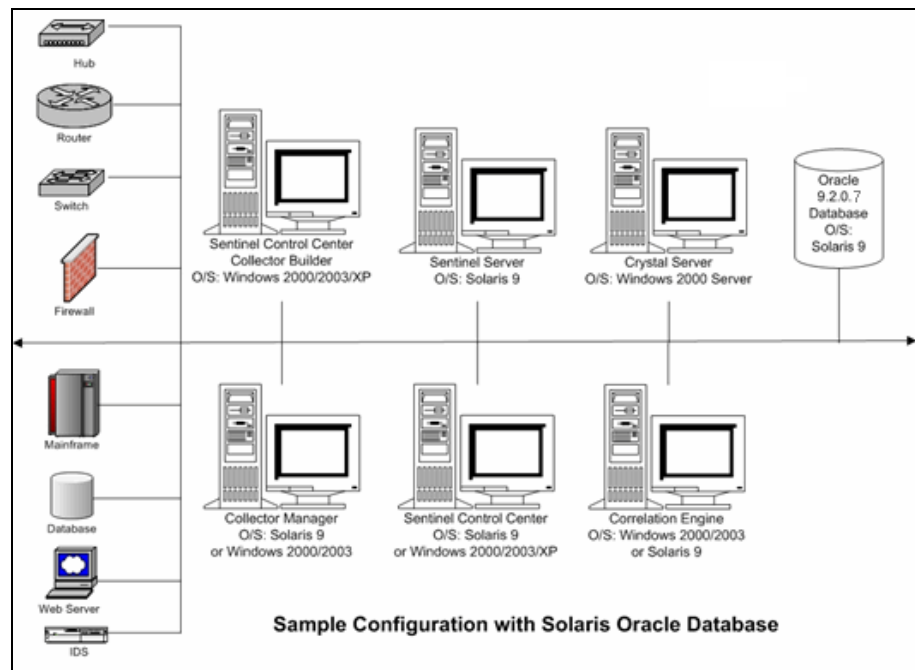 Hub
Router
Switch
Firewall
Sentinel Control Center
Collector Builder
O/S: Windows 2000/2003/XP
Sentinel Server
O/S: Solaris 9
Crystal Server
O/S: Windows 2000 Server
Oracle
9.2.0.7
Database
O/S:
Solaris 9
Mainframe
Database
Web Server
IDS
Collector Manager
O/S: Solaris 9
or Windows 2000/2003
Sentinel Control Center
O/S: Solaris 9
or Windows 2000/2003/XP
Correlation Engine
O/S: Windows 2000/2003
or Solaris 9
Sample Configuration with Solaris Oracle Database